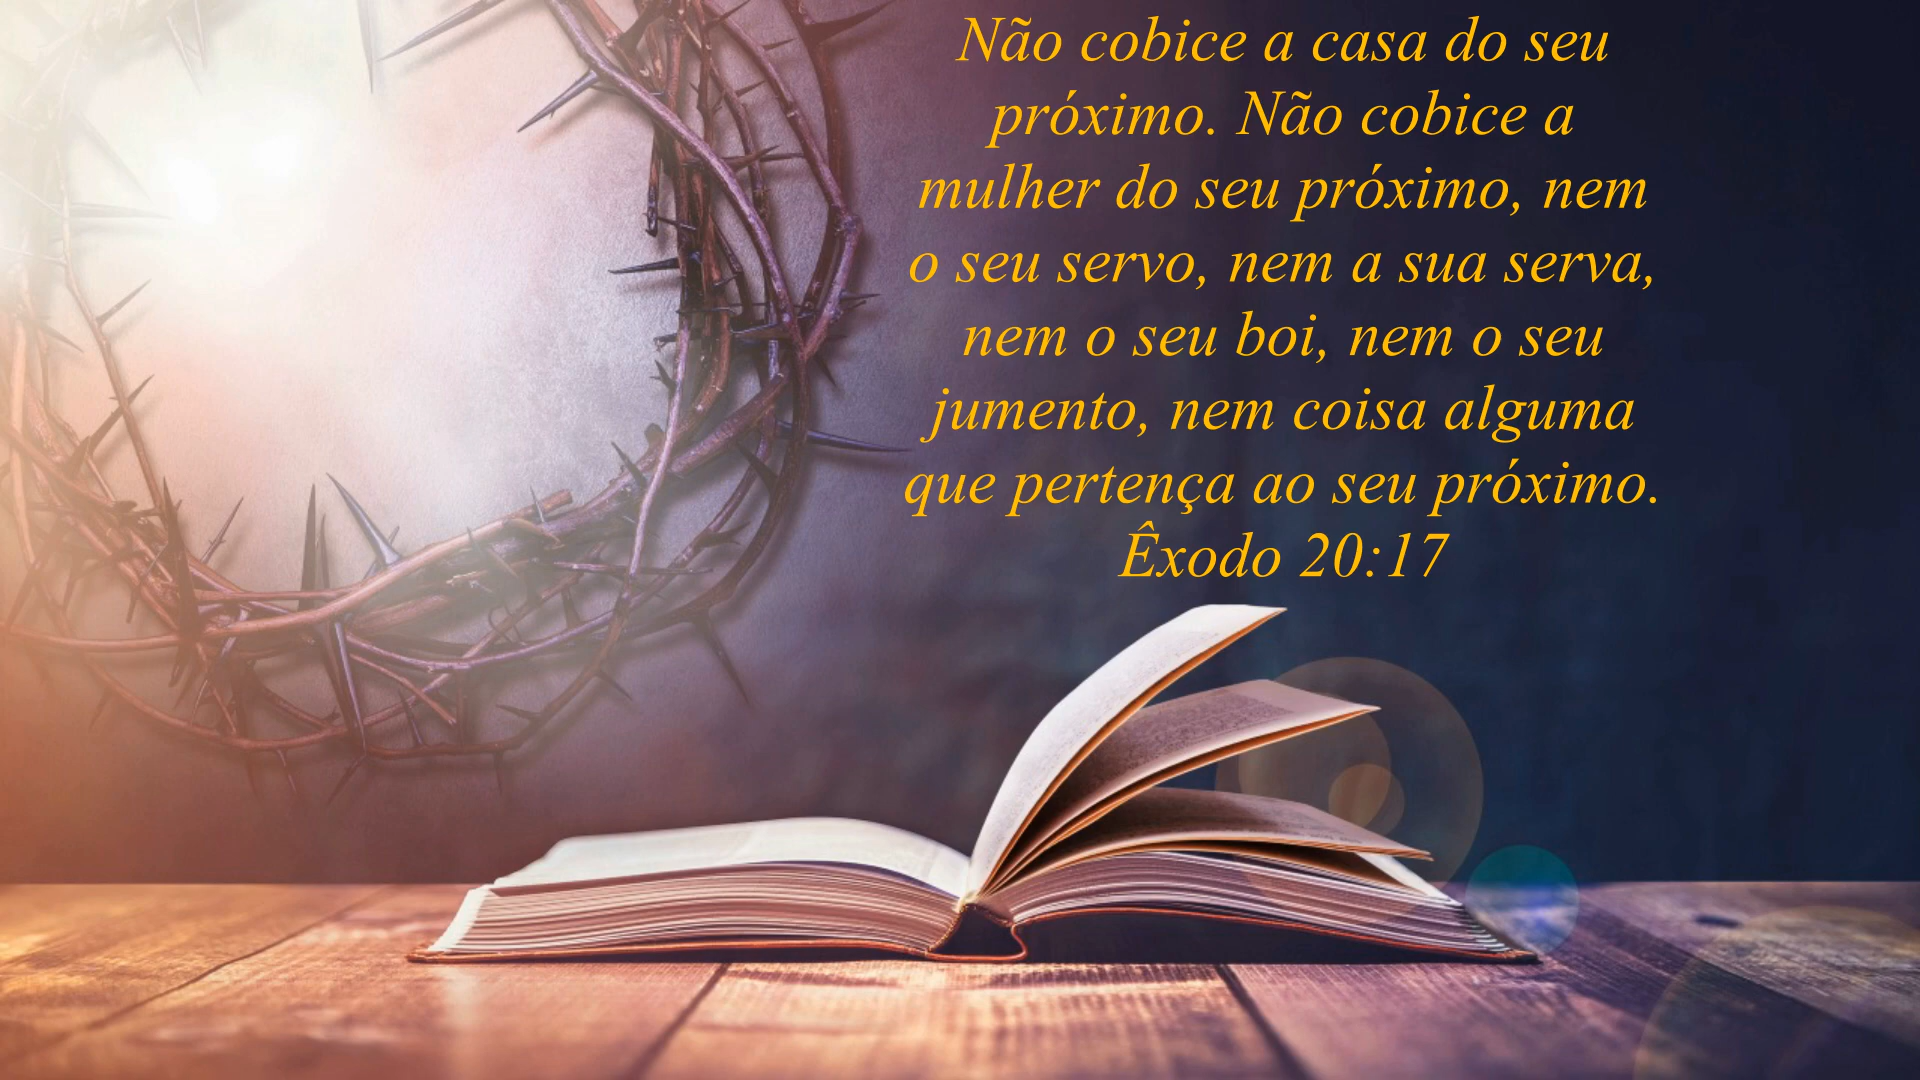 Não cobice a casa do seu
próximo. Não cobice a
mulher do seu próximo, nem
o seu servo, nem a sua serva,
nem o seu boi, nem o seu
jumento, nem coisa alguma
que pertença ao seu próximo.
Êxodo 20:17